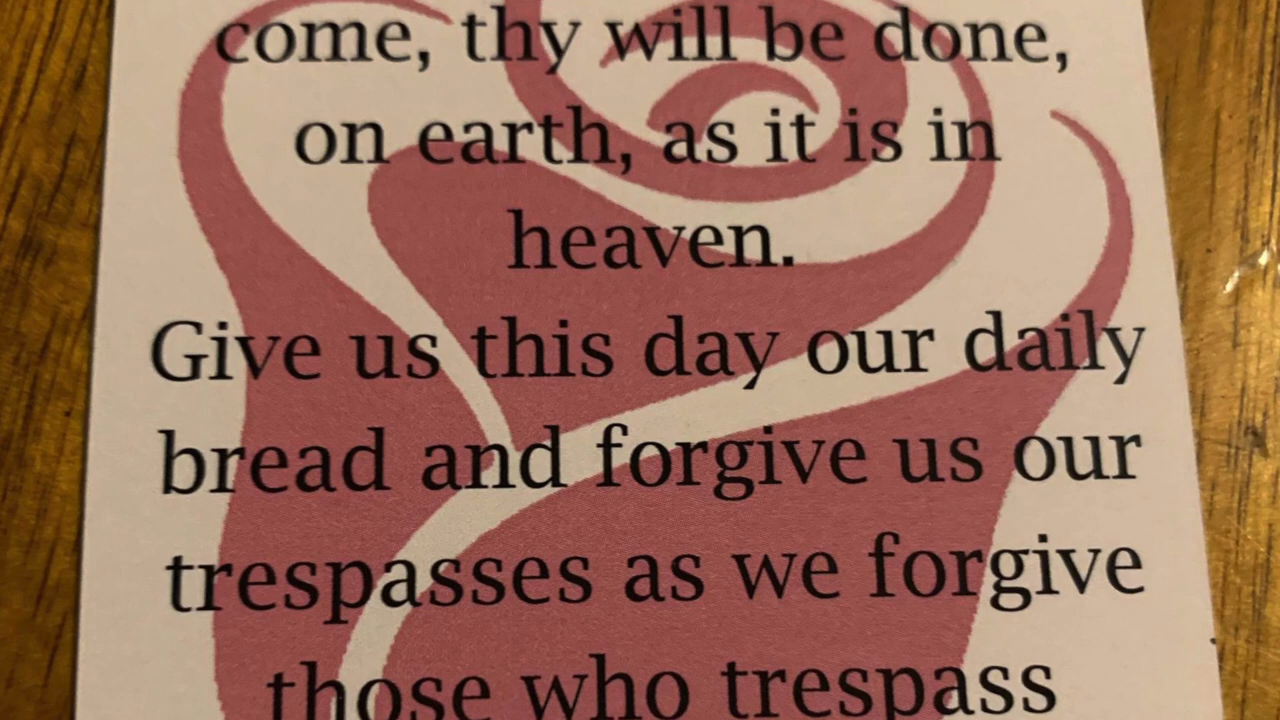 come, thy will be done,
on earth, as it is in
heaven.
Give us this day our daily
bread and forgive us our
trespasses as we forgive
those who trespass